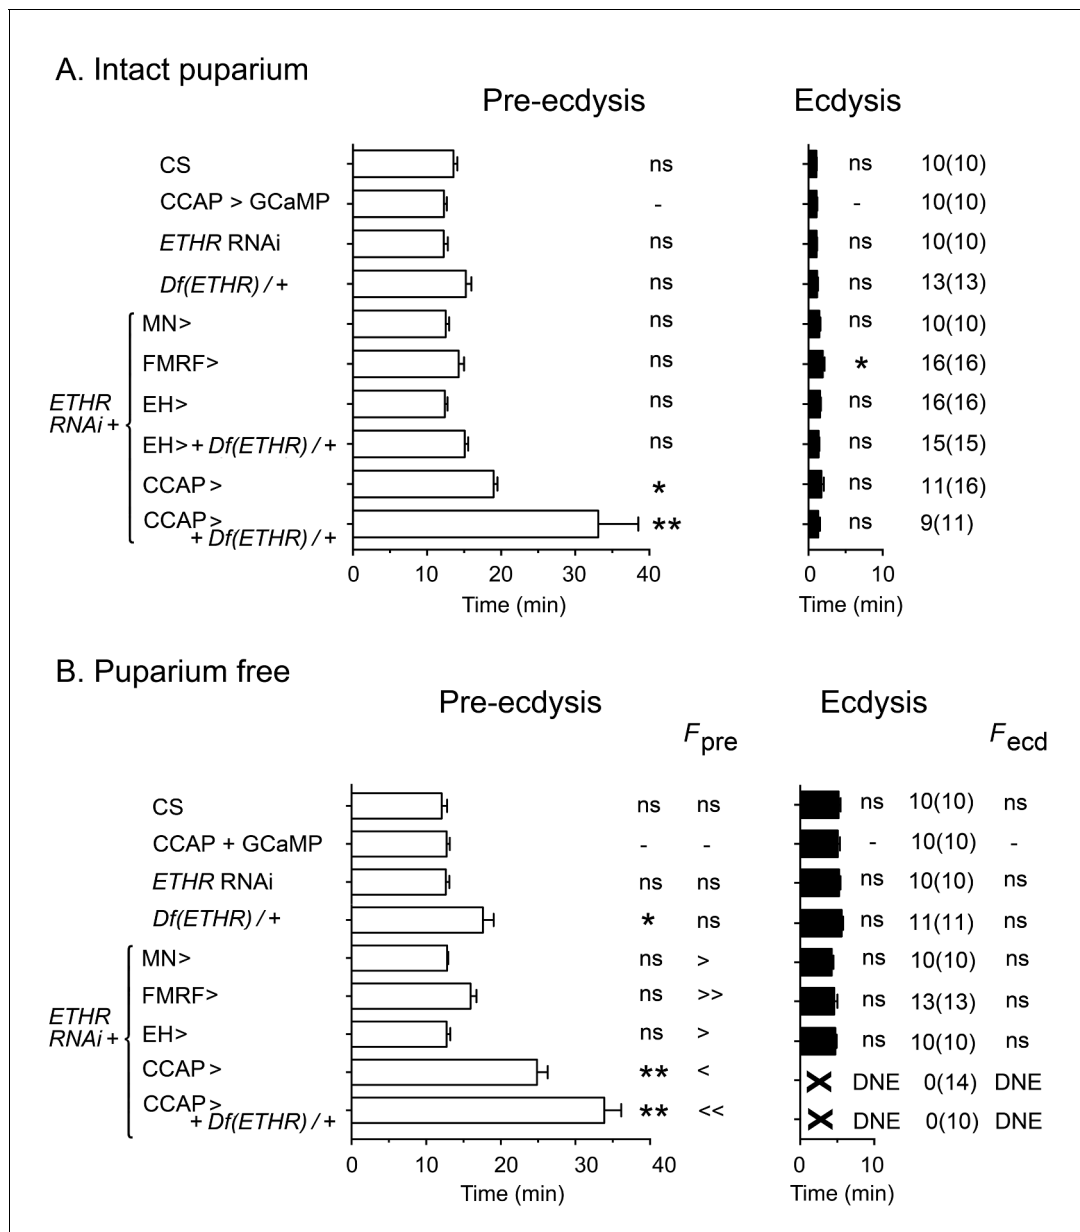 A. Intact puparium
Pre-ecdysis Ecdysis
CS ns ns 10(10)
CCAP > GCaMP - - 10(10)
ETHR RNAi ns ns 10(10)
Df(ETHR) / + ns ns 13(13)
MN> ns ns 10(10)
FMRF> ns * 16(16)
ETHR
RNAi +
EH> ns ns 16(16)
EH> + Df(ETHR) / + ns ns 15(15)
CCAP > * ns 11(16)
CCAP > ** ns 9(11)
+ Df(ETHR) / +
0 10 20 30 40 0 10
Time (min) Time (min)
B. Puparium free
Pre-ecdysis Ecdysis
Fpre Fecd
CS ns ns ns 10(10) ns
CCAP + GCaMP - - - 10(10) -
ETHR RNAi ns ns ns 10(10) ns
Df(ETHR) / + * ns ns 11(11) ns
MN> ns > ns 10(10) ns
FMRF> ns >> ns 13(13) ns
ETHR
RNAi +
EH> ns > ns 10(10) ns
CCAP > ** < X DNE 0(14) DNE
CCAP > ** << X DNE 0(10) DNE
+ Df(ETHR) / +
0 10 20 30 40 0 10
Time (min) Time (min)